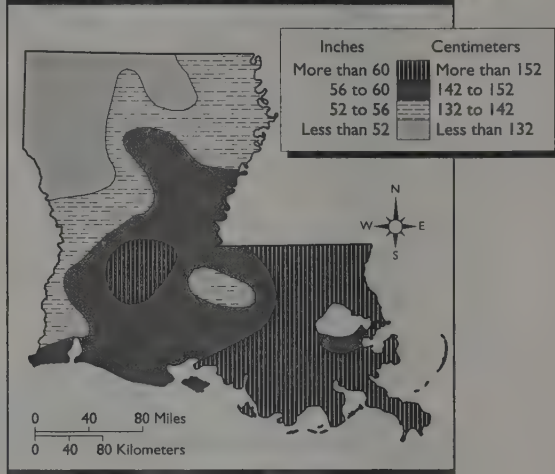 Inches Centimeters
More than 60 More than 152
56 to 60 142 to 152
52 to 56 132 to 142
Less than 52 Less than 132
N
W E
S
0 40 80 Miles
0 40 80 Kilometers